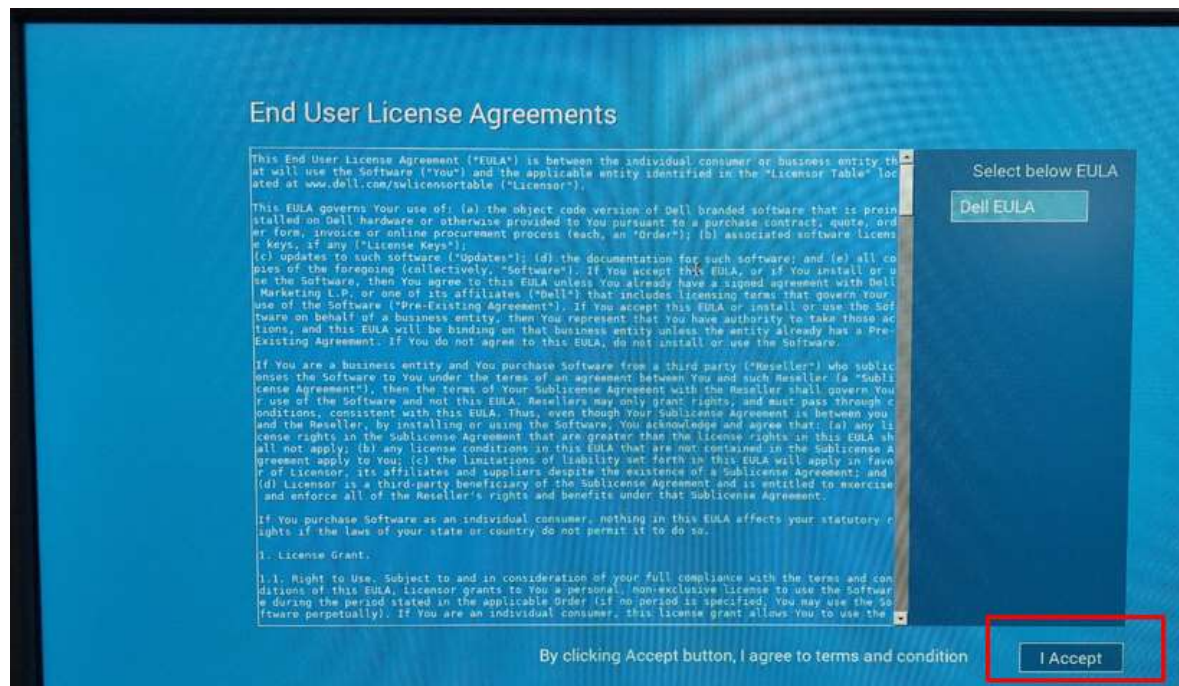 End User License Agreements
This End User License Agreement ("EULA") is between the individual consumer or business entity th
at will use the Software ("You") and the applicable entity identified in the "Licensor Table" loc
ated at www.dell.com/swlicensortable ("Licensor").
This EULA governs Your use of: (a) the object code version of Dell branded software that is prein
stalled on Dell hardware or otherwise provided to You pursuant to a purchase contract, quote, ord
er form, invoice or online procurement process (each, an "Order"); (b) associated software licens
e keys, if any ("License Keys");
(c) updates to such software ("Updates"); (d) the documentation for such software; and (e) all co
pies of the foregoing (collectively, "Software"). If You accept this EULA, or if You install or u
se the Software, then You agree to this EULA unless You already have a signed agreement with Dell
Marketing L.P. or one of its affiliates ("Dell") that includes licensing terms that govern Your
use of the Software ("Pre-Existing Agreement"). If You accept this EULA or install or use the Sof
tware on behalf of a business entity, then You represent that You have authority to take those ac
tions, and this EULA will be binding on that business entity unless the entity already has a Pre-
Existing Agreement. If You do not agree to this EULA, do not install or use the Software.
If You are a business entity and You purchase Software from a third party ("Reseller") who sublic
enses the Software to You under the terms of an agreement between You and such Reseller (a "Subli
cense Agreement"), then the terms of Your Sublicense Agreement with the Reseller shall govern You
r use of the Software and not this EULA. Resellers may only grant rights, and must pass through c
onditions, consistent with this EULA. Thus, even though Your Sublicense Agreement is between you
and the Reseller, by installing or using the Software, You acknowledge and agree that: (a) any li
cense rights in the Sublicense Agreement that are greater than the license rights in this EULA sh
all not apply; (b) any license conditions in this EULA that are not contained in the Sublicense A
greement apply to You; (c) the limitations of liability set forth in this EULA will apply in favo
r of Licensor, its affiliates and suppliers despite the existence of a Sublicense Agreement; and
(d) Licensor is a third-party beneficiary of the Sublicense Agreement and is entitled to exercise
and enforce all of the Reseller's rights and benefits under that Sublicense Agreement.
If You purchase Software as an individual consumer, nothing in this EULA affects your statutory r
ights if the laws of your state or country do not permit it to do so.
1. License Grant.
1.1. Right to Use. Subject to and in consideration of your full compliance with the terms and con
ditions of this EULA, Licensor grants to You a personal, non-exclusive license to use the Softwar
e during the period stated in the applicable Order (if no period is specified, You may use the So
ftware perpetually). If You are an individual consumer, this license grant allows You to use the
Select below EULA
Dell EULA
By clicking Accept button, I agree to terms and condition
I Accept